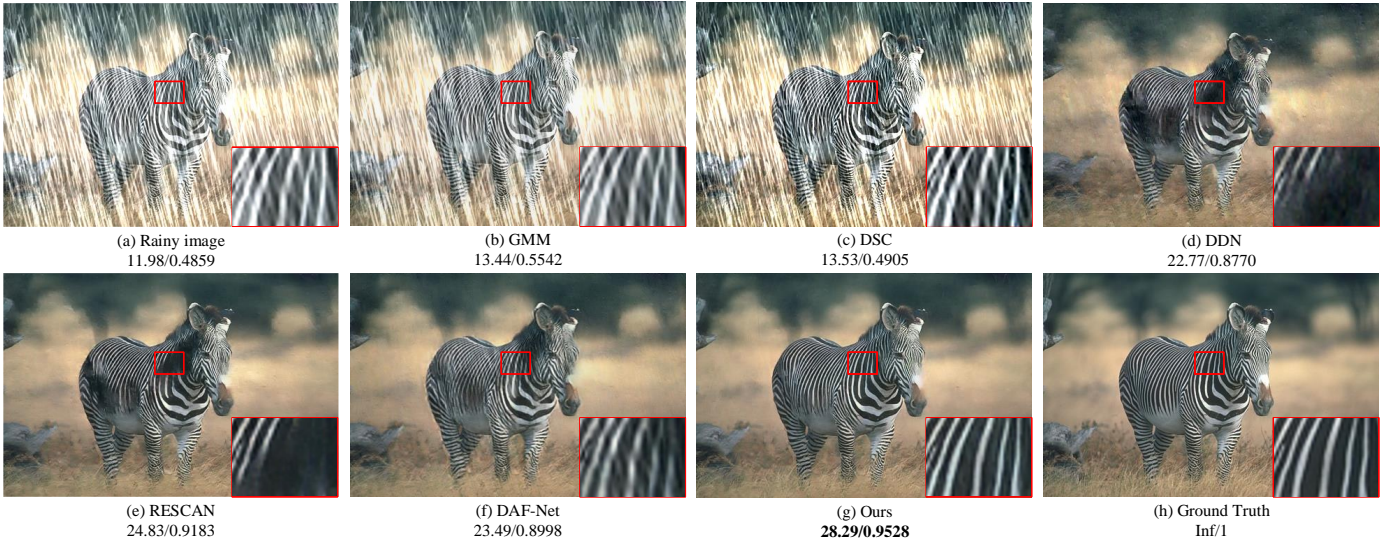 (a) Rainy image
11.98/0.4859
(b) GMM
13.44/0.5542
(c) DSC
13.53/0.4905
(d) DDN
22.77/0.8770
(e) RESCAN
24.83/0.9183
(f) DAF-Net
23.49/0.8998
(g) Ours
28.29/0.9528
(h) Ground Truth
Inf/1